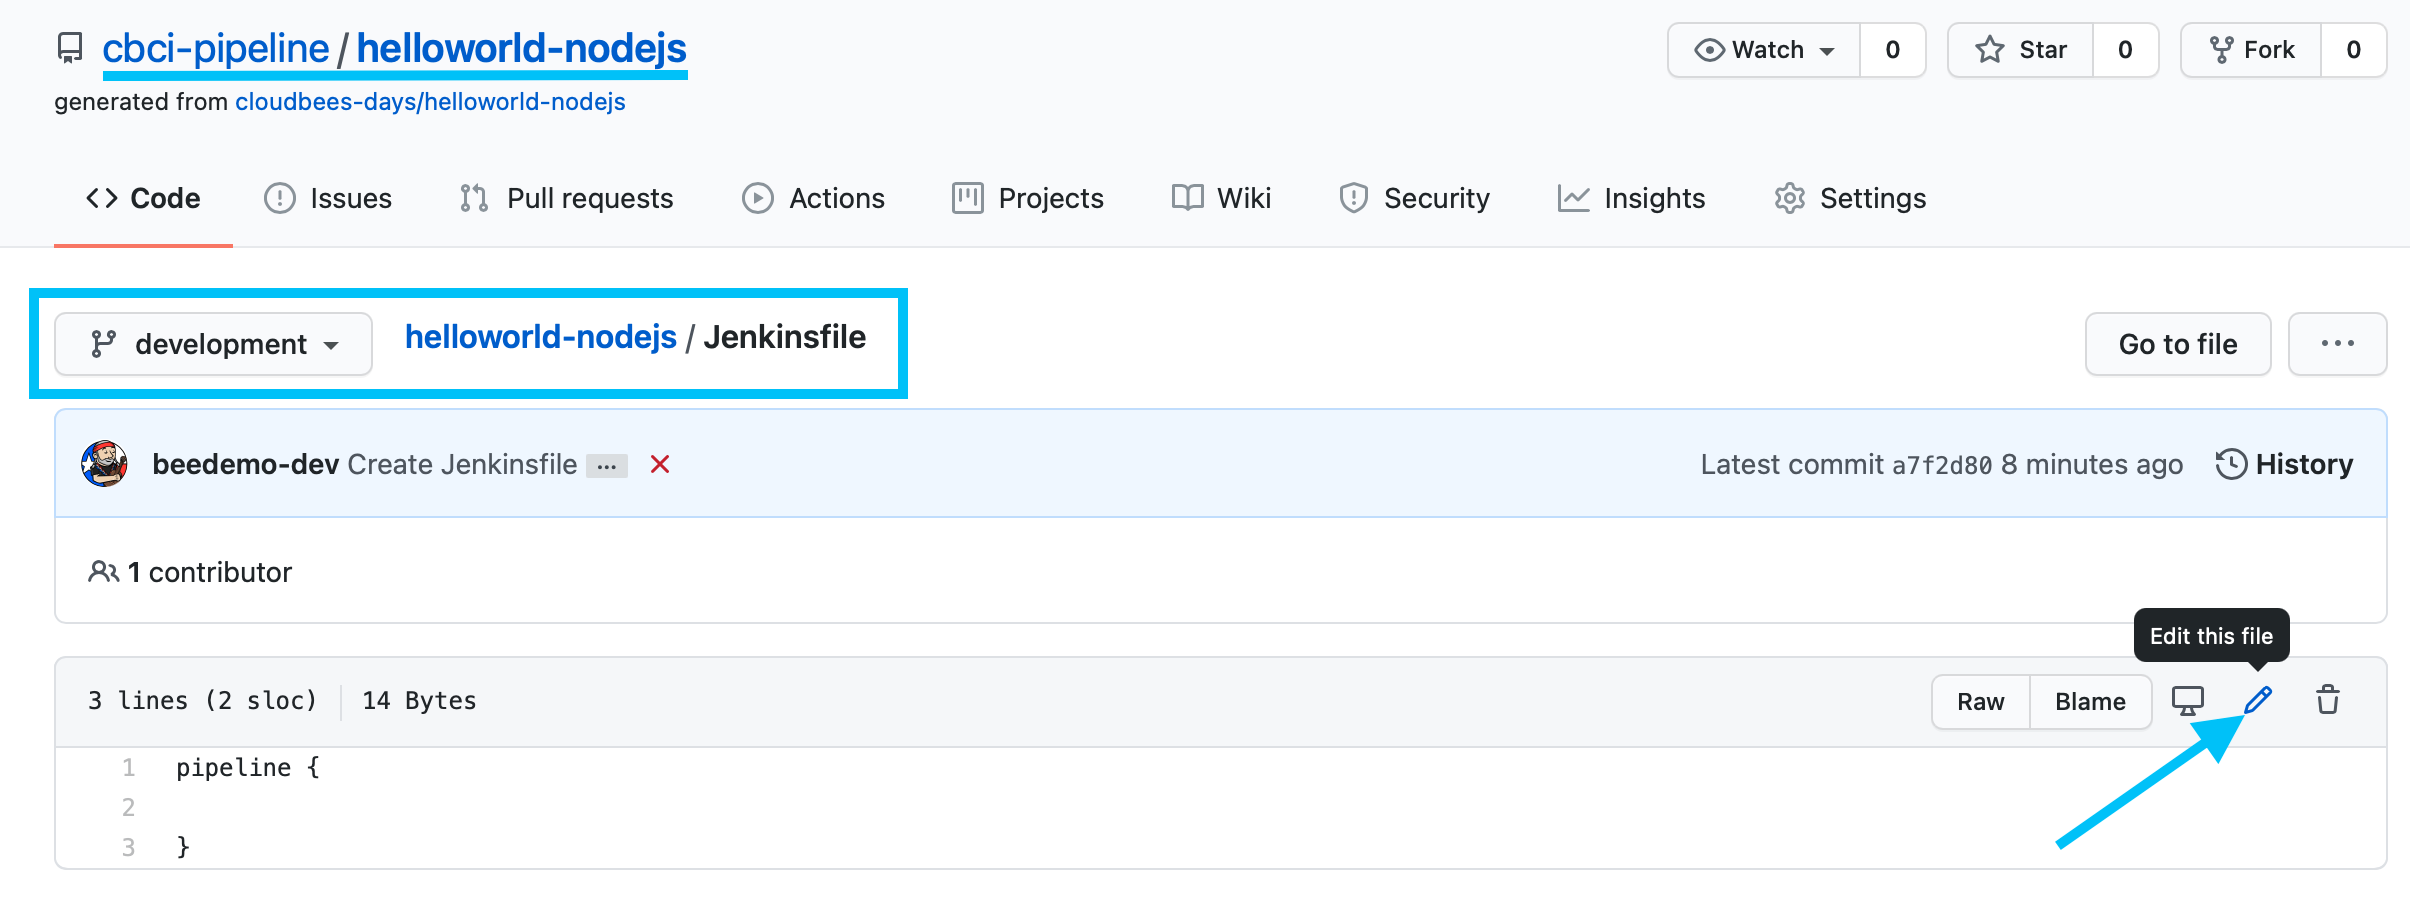 cbci-pipeline / helloworld-nodejs
Watch 0 Star 0 Fork 0
generated from cloudbees-days/helloworld-nodejs
Code Issues Pull requests Actions Projects Wiki Security Insights Settings
development helloworld-nodejs / Jenkinsfile
Go to file ...
beedemo-dev Create Jenkinsfile ... Latest commit a7f2d80 8 minutes ago History
1 contributor
Edit this file
3 lines (2 sloc) 14 Bytes
Raw Blame
1 pipeline {
2
3 }